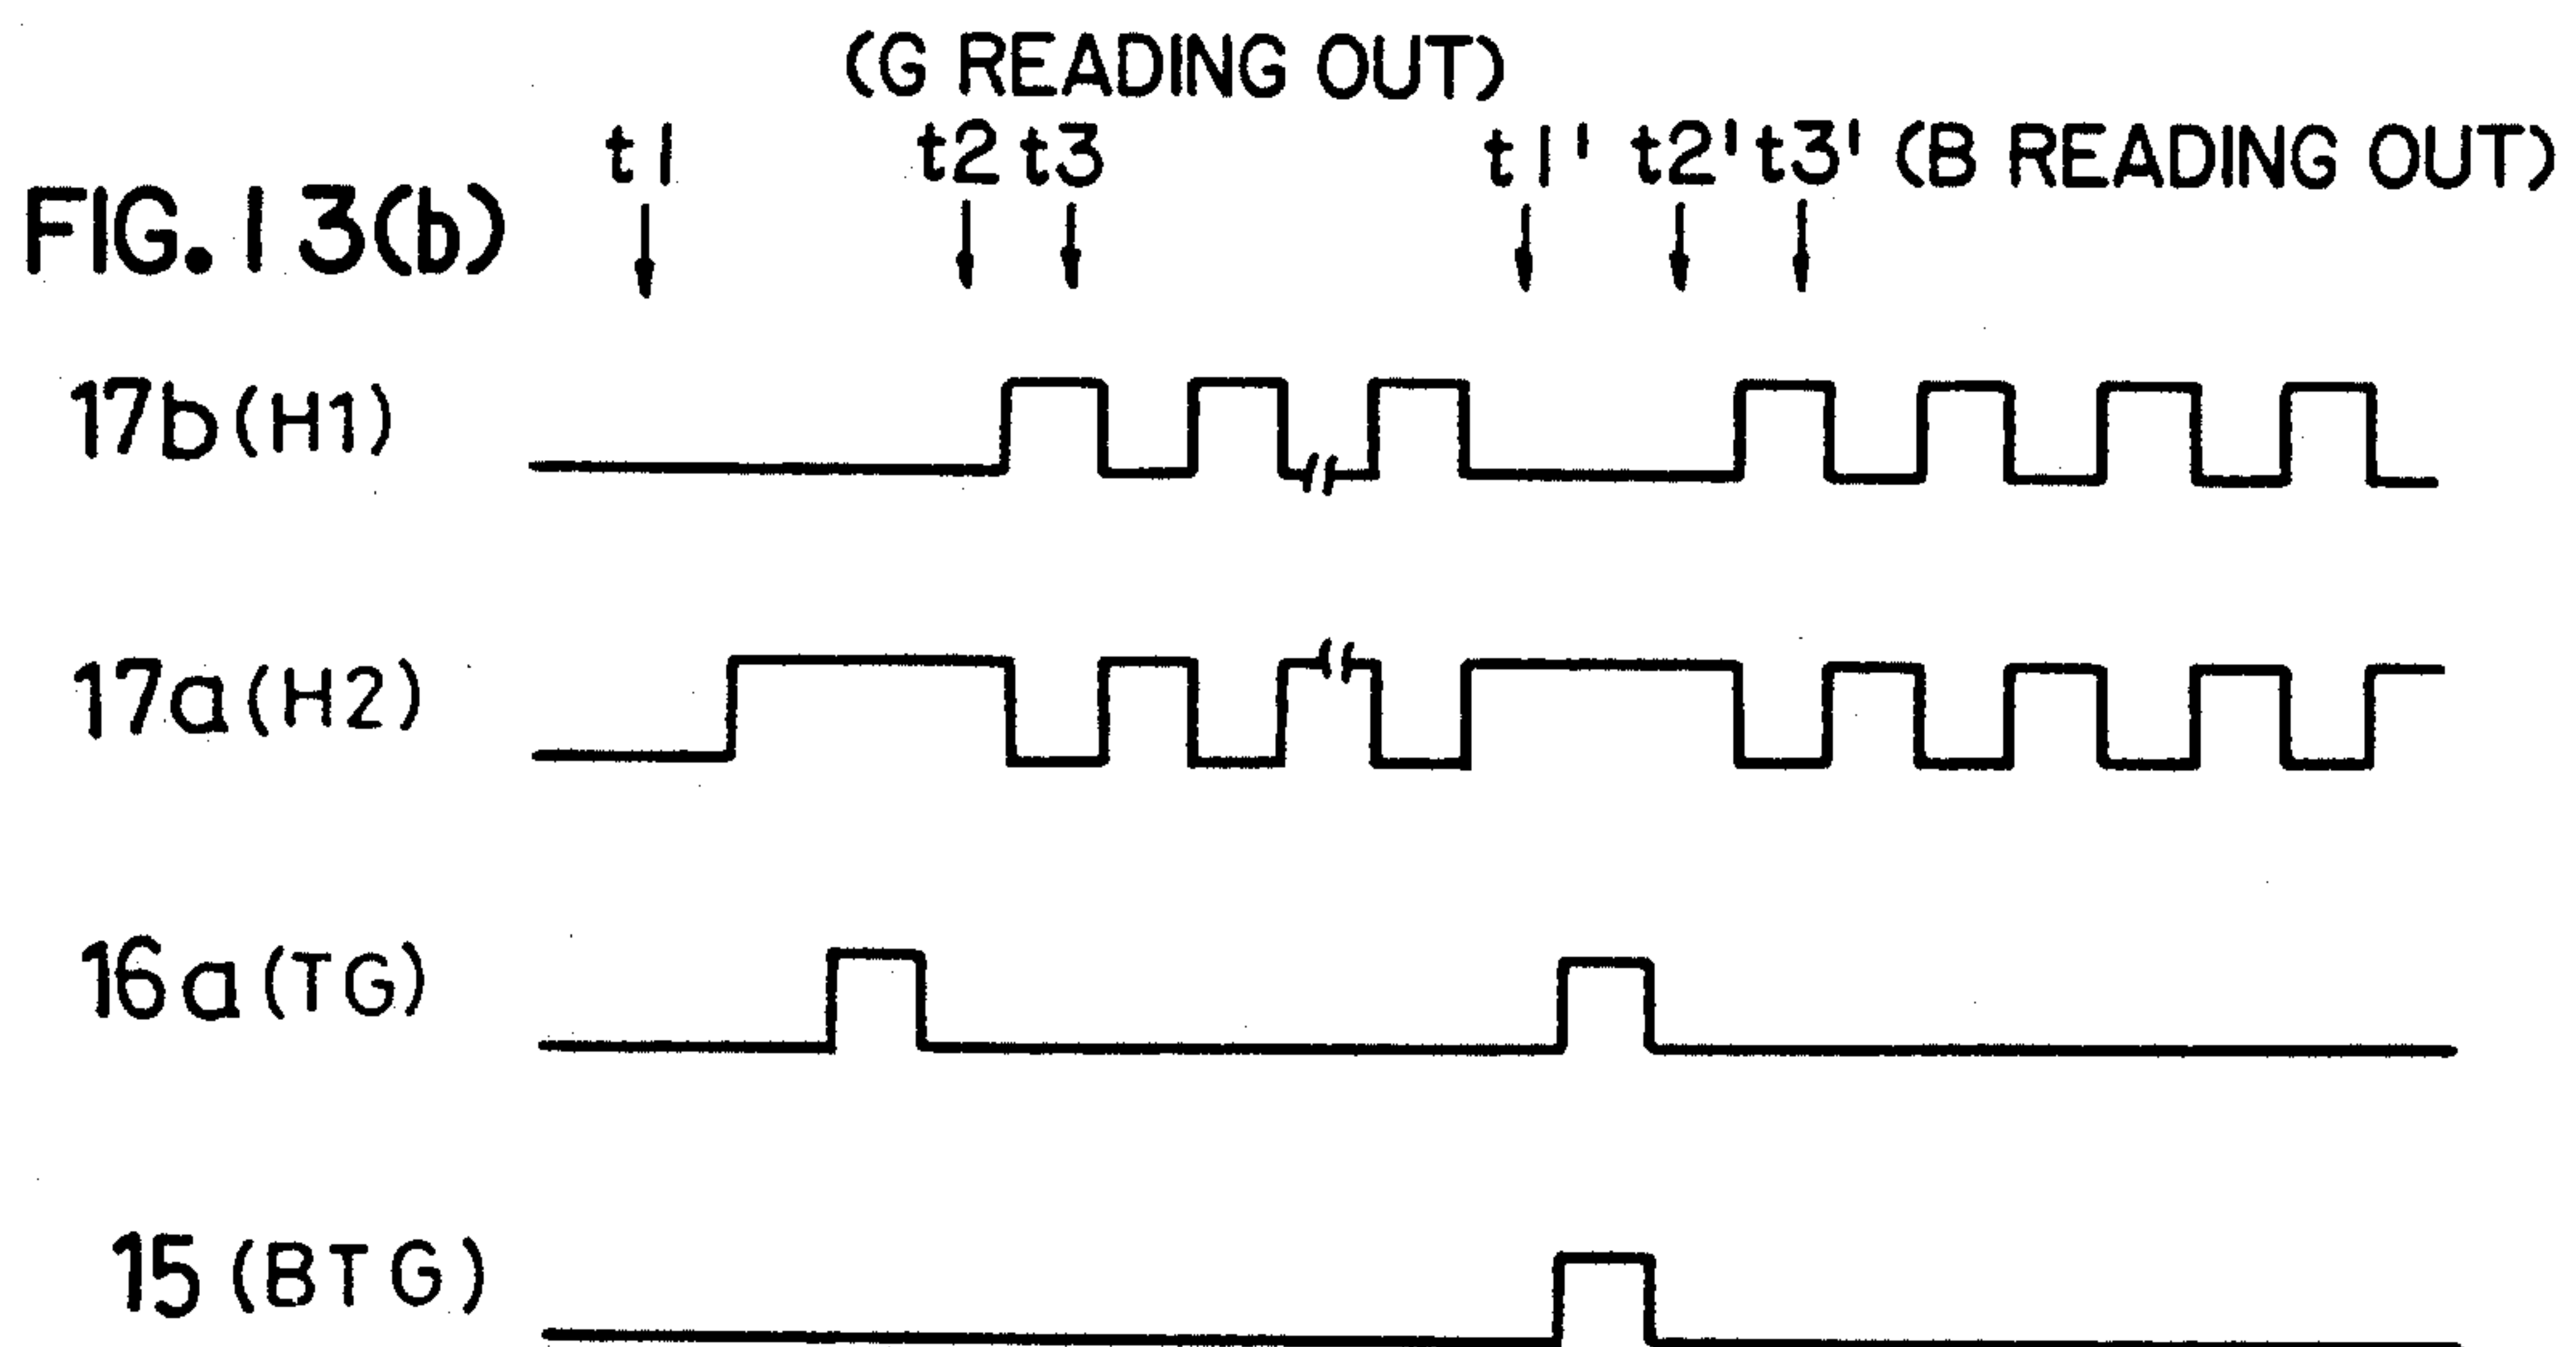 (G READING OUT)
t1 t2 t3 t1' t2' t3' (B READING OUT)
FIG. 13(b)
17b (H1)
17a (H2)
16a (TG)
15 (BTG)